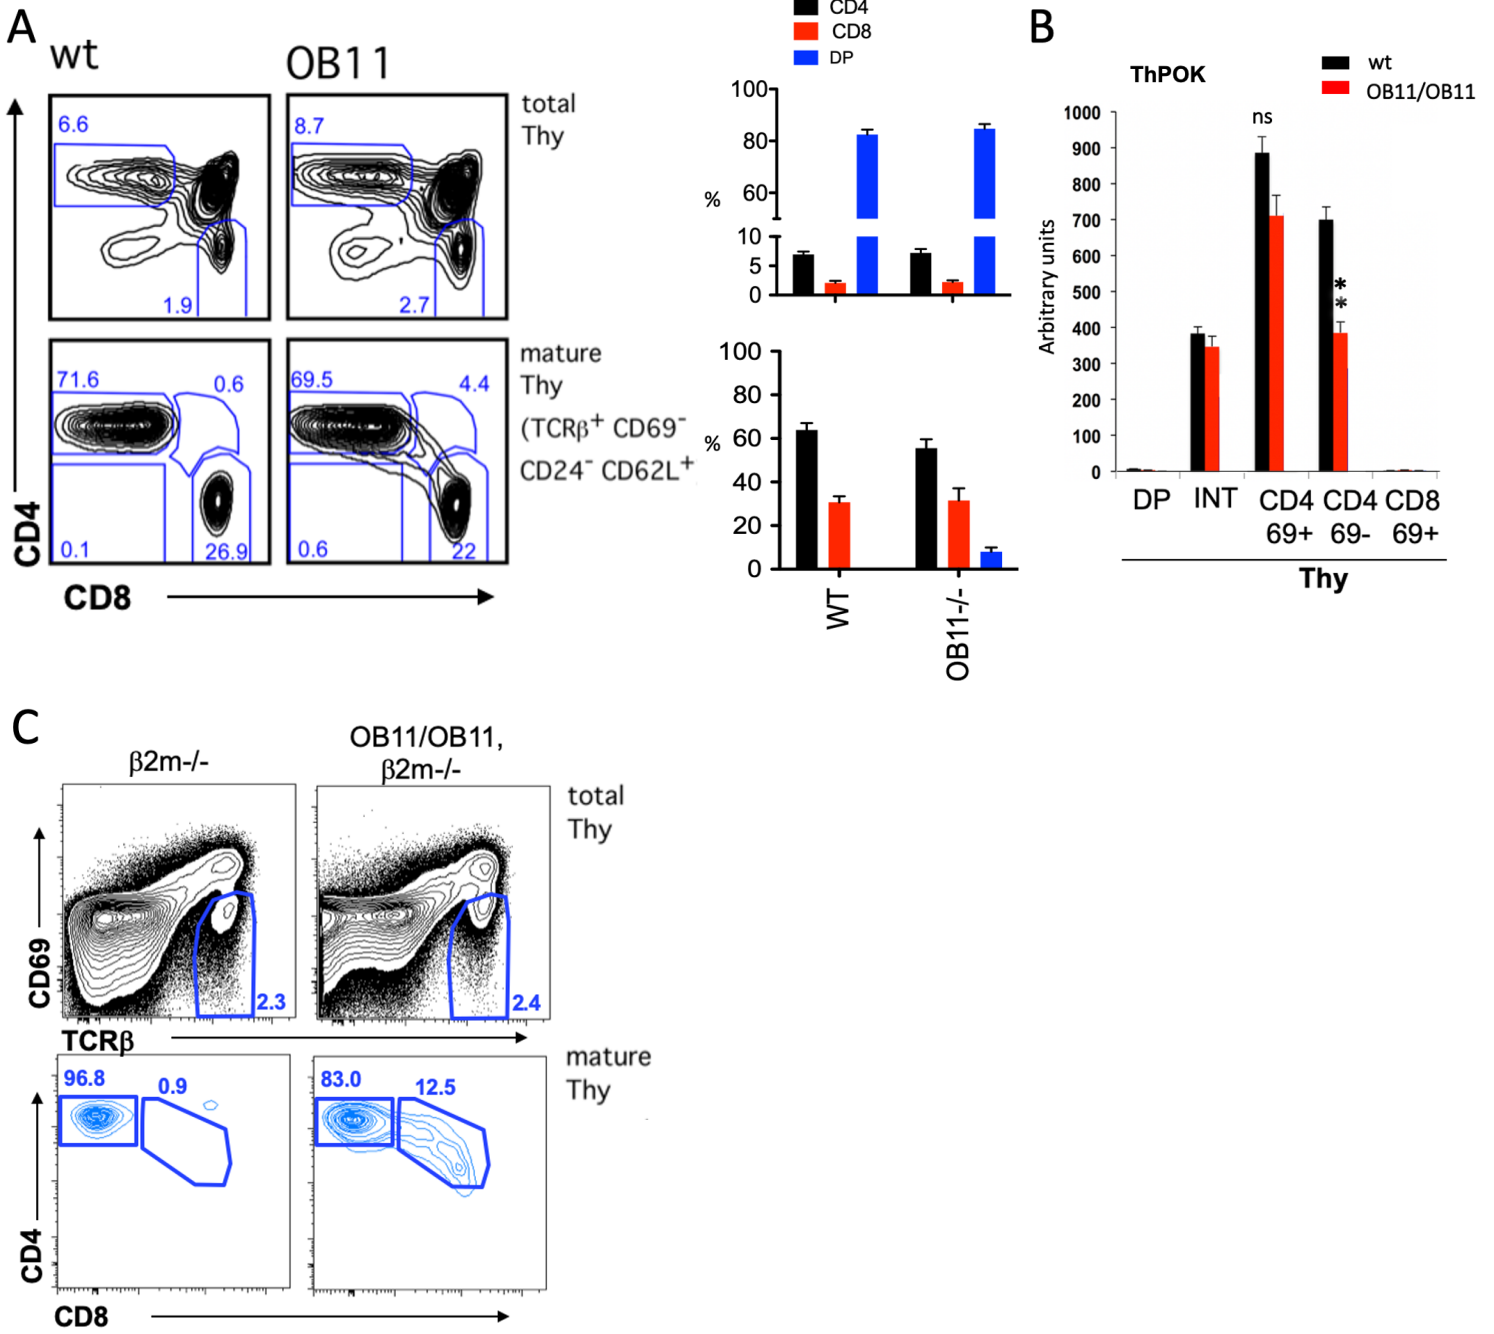 A
wt
OB11
6.6
1.9
8.7
2.7
total
Thy
71.6
0.6
0.1
26.9
69.5
4.4
0.6
22
mature
Thy
(TCRβ+ CD69-
CD24- CD62L+
CD4
CD8
CD4
CD8
DP
100
80
60
%
10
5
0
100
80
60
%
40
20
0
WT
OB11-/-
B
ThPOK
wt
OB11/OB11
1000
900
800
700
600
500
400
300
200
100
0
Arbitrary units
ns
*
*
DP
INT
CD4
69+
CD4
69-
CD8
69+
Thy
C
β2m-/-
OB11/OB11,
β2m-/-
total
Thy
2.3
2.4
CD69
TCRβ
mature
Thy
96.8
0.9
83.0
12.5
CD4
CD8